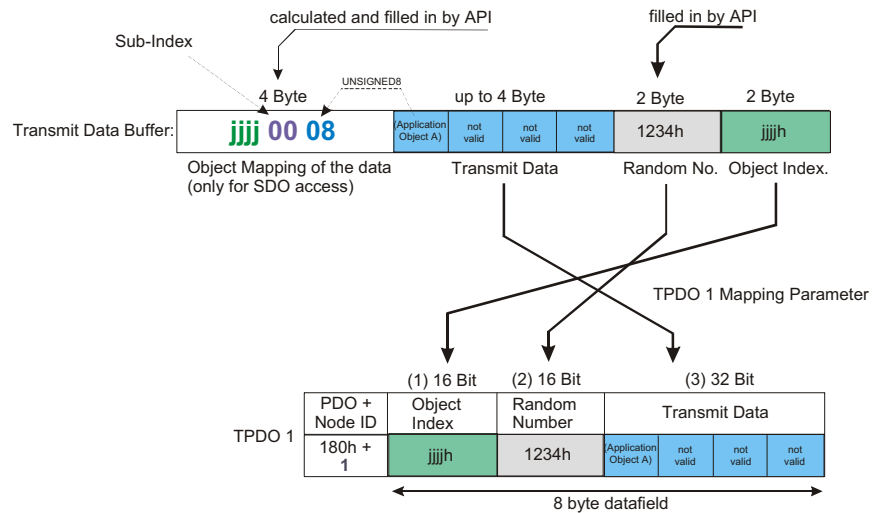 calculated and filled in by API
filled in by API
Sub-Index
UNSIGNED8
4 Byte
up to 4 Byte
2 Byte
2 Byte
Transmit Data Buffer:
jjjj 00 08
(Application
Object A)
not
valid
not
valid
not
valid
1234h
jjjjh
Object Mapping of the data
(only for SDO access)
Transmit Data
Random No.
Object Index.
TPDO 1 Mapping Parameter
(1) 16 Bit
(2) 16 Bit
(3) 32 Bit
TPDO 1
PDO +
Node ID
Object
Index
Random
Number
Transmit Data
180h +
1
jjjjh
1234h
(Application
Object A)
not
valid
not
valid
not
valid
8 byte datafield